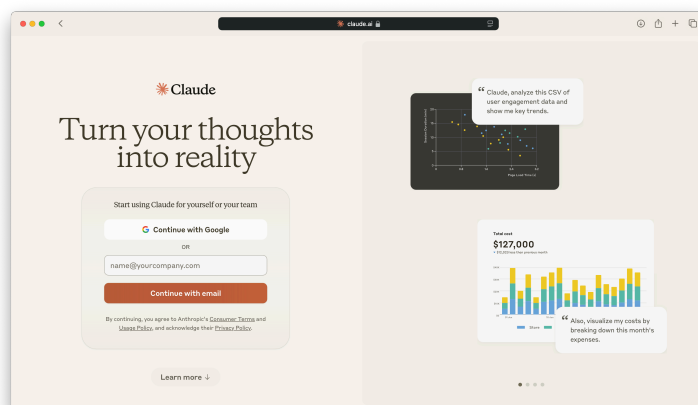 claude.ai
Claude
Turn your thoughts
into reality
Start using Claude for yourself or your team
Continue with Google
OR
name@yourcompany.com
Continue with email
By continuing, you agree to Anthropic's Consumer Terms and
Usage Policy, and acknowledge their Privacy Policy.
Learn more ↓
“ Claude, analyze this CSV of
user engagement data and
show me key trends.
Page Load Time (s)
Total cost
$127,000
“ Also, visualize my costs by
breaking down this month's
expenses.